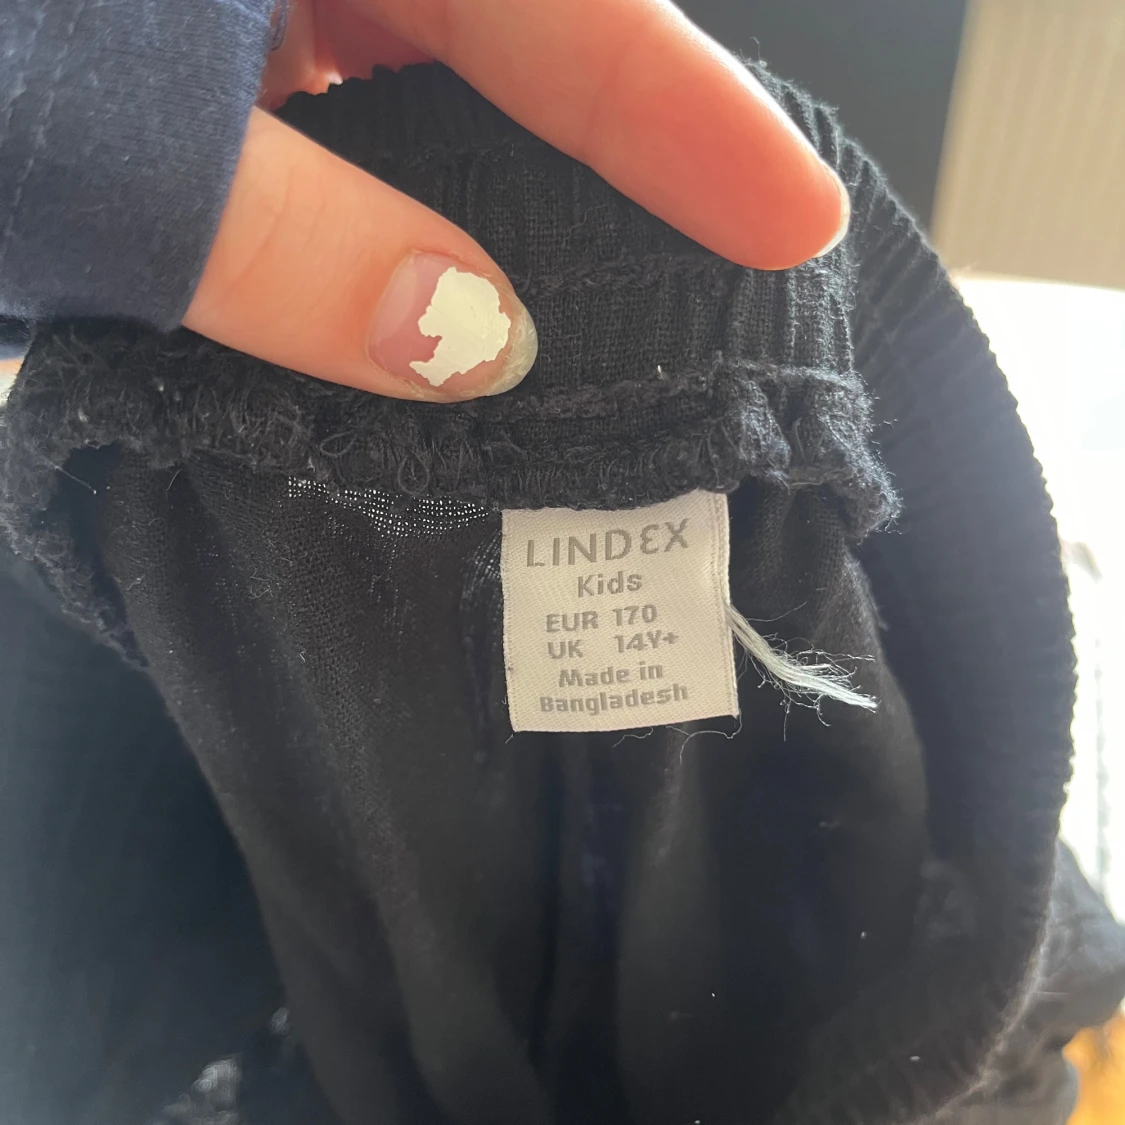 LINDEX
Kids
EUR 170
UK 14Y+
Made in
Bangladesh